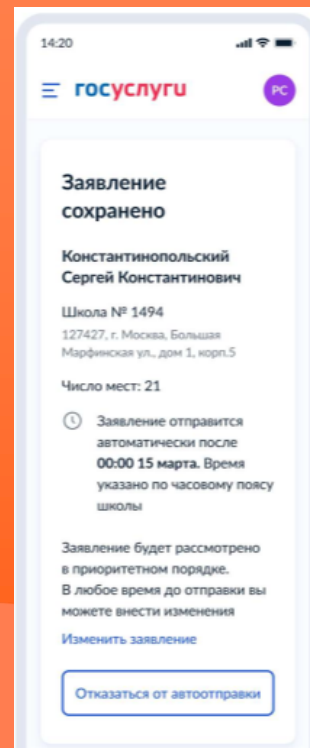 14:20
госуслуги
РС
Заявление
сохранено
Константинопольский
Сергей Константинович
Школа № 1494
127427, г. Москва, Большая
Марфинская ул., дом 1, корп.5
Число мест: 21
Заявление отправится
автоматически после
00:00 15 марта. Время
указано по часовому поясу
школы
Заявление будет рассмотрено
в приоритетном порядке.
В любое время до отправки вы
можете внести изменения
Изменить заявление
Отказаться от автоотправки